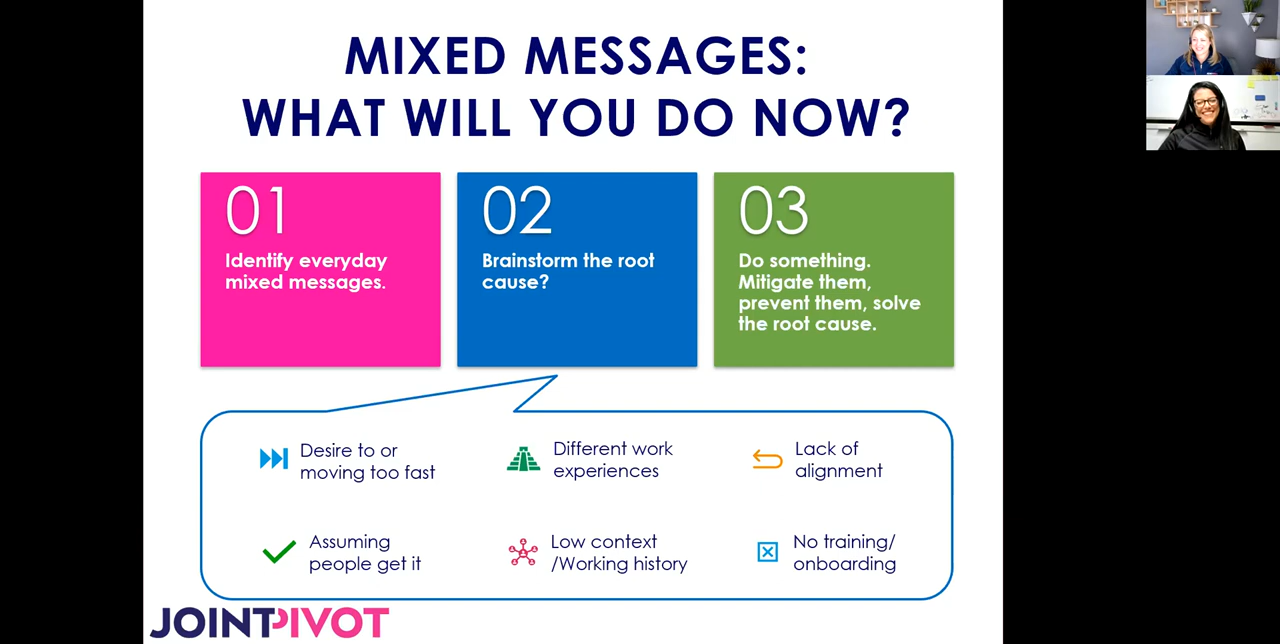 MIXED MESSAGES:
WHAT WILL YOU DO NOW?
01
Identify everyday
mixed messages.
02
Brainstorm the root
cause?
03
Do something.
Mitigate them,
prevent them, solve
the root cause.
Desire to or
moving too fast
Different work
experiences
Lack of
alignment
Assuming
people get it
Low context
/Working history
No training/
onboarding
JOINTPIVOT